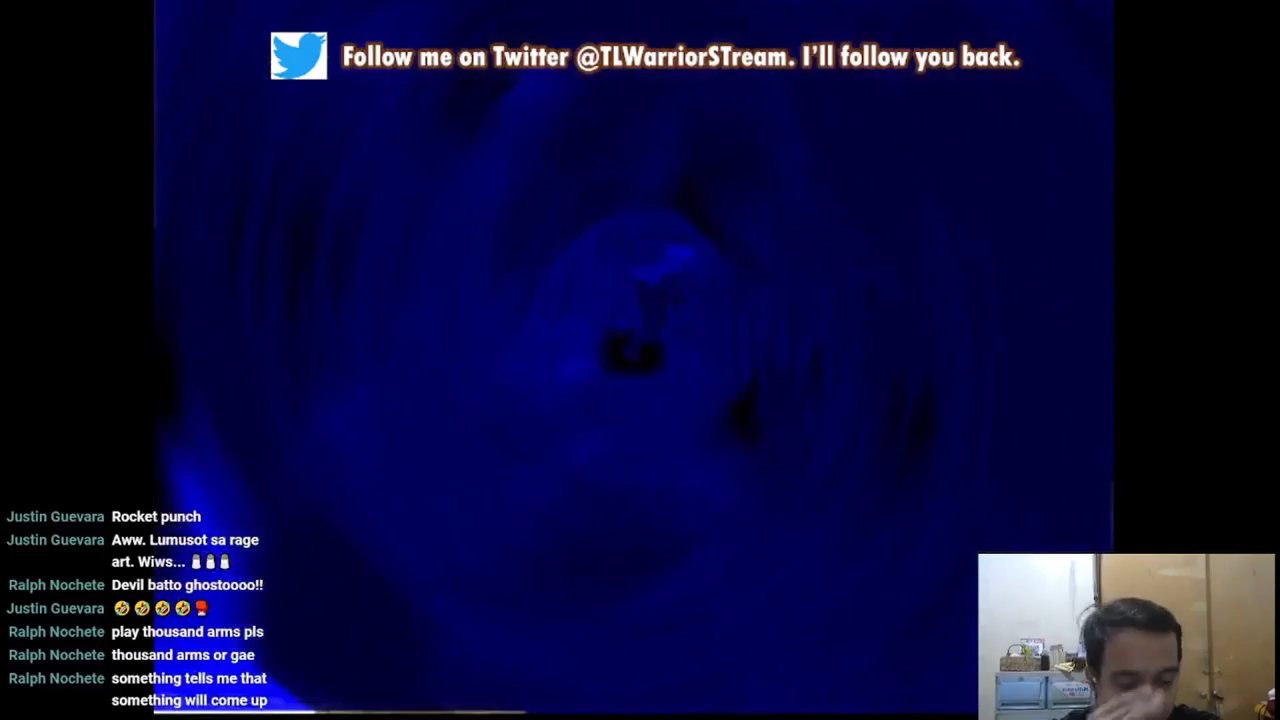 Follow me on Twitter @TLWarriorSTream. I'll follow you back.
Justin Guevara Rocket punch
Justin Guevara Aww. Lumusot sa rage
art. Wiws... 🧂🧂🧂
Ralph Nochete Devil batto ghostoooo!!
Justin Guevara 🤣🤣🤣🤣🥊
Ralph Nochete play thousand arms pls
Ralph Nochete thousand arms or gae
Ralph Nochete something tells me that
something will come up